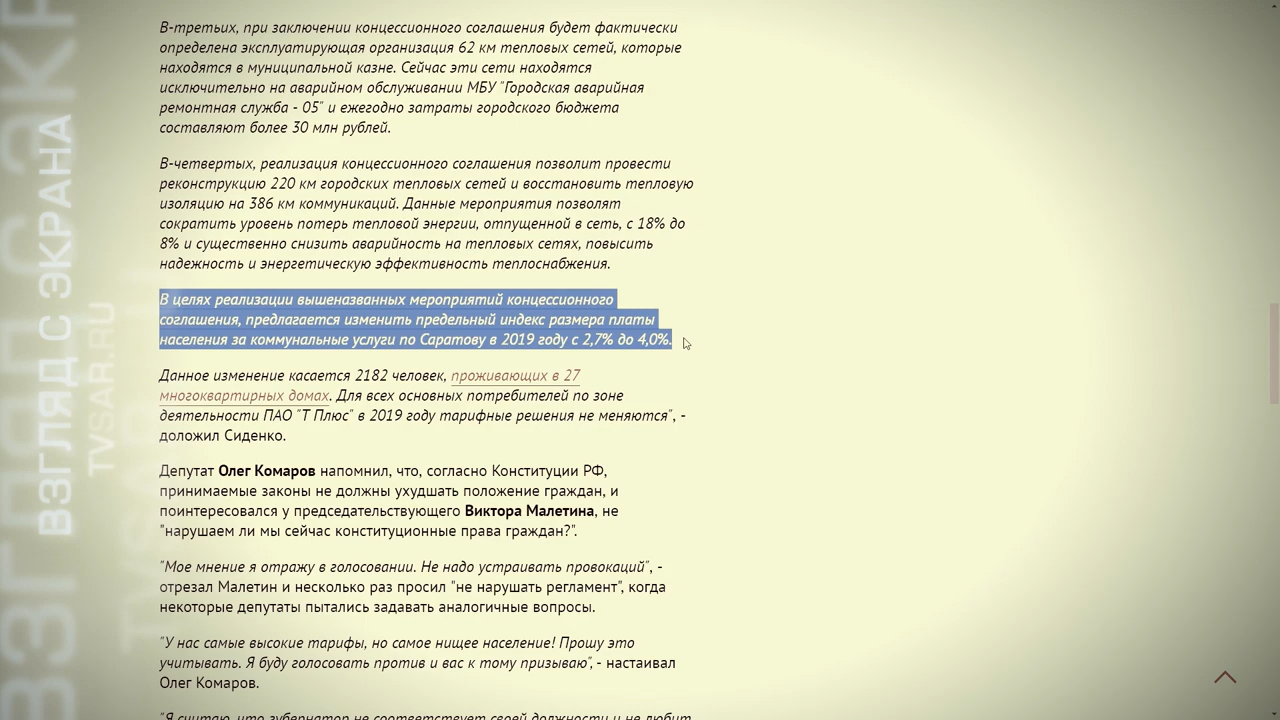 В-третьих, при заключении концессионного соглашения будет фактически
определена эксплуатирующая организация 62 км тепловых сетей, которые
находятся в муниципальной казне. Сейчас эти сети находятся
исключительно на аварийном обслуживании МБУ "Городская аварийная
ремонтная служба - 05" и ежегодно затраты городского бюджета
составляют более 30 млн рублей.
В-четвертых, реализация концессионного соглашения позволит провести
реконструкцию 220 км городских тепловых сетей и восстановить тепловую
изоляцию на 386 км коммуникаций. Данные мероприятия позволят
сократить уровень потерь тепловой энергии, отпущенной в сеть, с 18% до
8% и существенно снизить аварийность на тепловых сетях, повысить
надежность и энергетическую эффективность теплоснабжения.
В целях реализации вышеназванных мероприятий концессионного
соглашения, предлагается изменить предельный индекс размера платы
населения за коммунальные услуги по Саратову в 2019 году с 2,7% до 4,0%.
Данное изменение касается 2182 человек, проживающих в 27
многоквартирных домах. Для всех основных потребителей по зоне
деятельности ПАО "Т Плюс" в 2019 году тарифные решения не меняются", -
доложил Сиденко.
Депутат Олег Комаров напомнил, что, согласно Конституции РФ,
принимаемые законы не должны ухудшать положение граждан, и
поинтересовался у председательствующего Виктора Малетина, не
"нарушаем ли мы сейчас конституционные права граждан?".
"Мое мнение я отражу в голосовании. Не надо устраивать провокаций", -
отрезал Малетин и несколько раз просил "не нарушать регламент", когда
некоторые депутаты пытались задавать аналогичные вопросы.
"У нас самые высокие тарифы, но самое нищее население! Прошу это
учитывать. Я буду голосовать против и вас к тому призываю", - настаивал
Олег Комаров.
"Я считаю, что губернатор не соответствует своей должности и не любит
ВЗГЛЯД С ЭКРАНА
TVSAR.RU